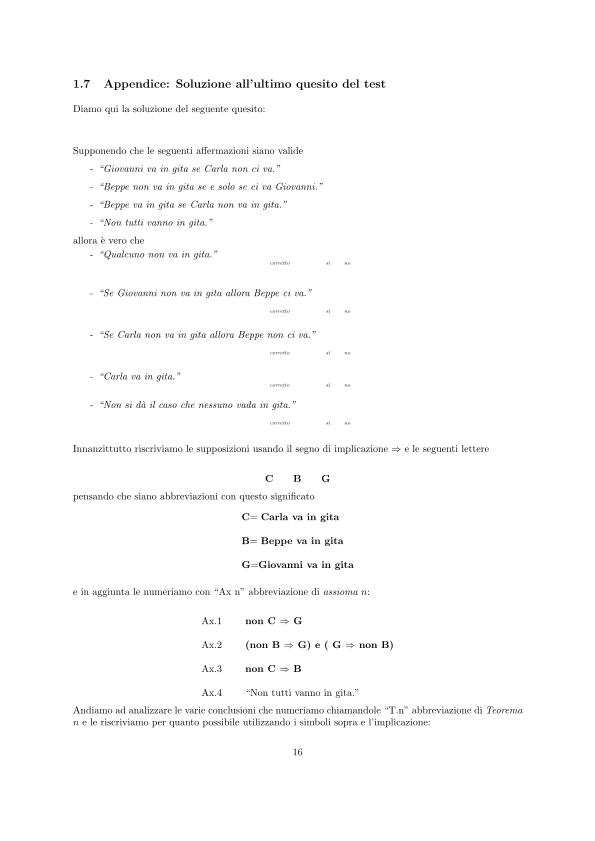 1.7 Appendice: Soluzione all'ultimo quesito del test
Diamo qui la soluzione del seguente quesito:
Supponendo che le seguenti affermazioni siano valide
- “Giovanni va in gita se Carla non ci va.”
- “Beppe non va in gita se e solo se ci va Giovanni.”
- “Beppe va in gita se Carla non va in gita.”
- “Non tutti vanno in gita.”
allora è vero che
- “Qualcuno non va in gita.”
corretto sì no
- “Se Giovanni non va in gita allora Beppe ci va.”
corretto sì no
- “Se Carla non va in gita allora Beppe non ci va.”
corretto sì no
- “Carla va in gita.”
corretto sì no
- “Non si dà il caso che nessuno vada in gita.”
corretto sì no
Innanzittutto riscriviamo le supposizioni usando il segno di implicazione ⇒ e le seguenti lettere
C B G
pensando che siano abbreviazioni con questo significato
C= Carla va in gita
B= Beppe va in gita
G=Giovanni va in gita
e in aggiunta le numeriamo con “Ax n” abbreviazione di assioma n:
Ax.1 non C ⇒ G
Ax.2 (non B ⇒ G) e ( G ⇒ non B)
Ax.3 non C ⇒ B
Ax.4 “Non tutti vanno in gita.”
Andiamo ad analizzare le varie conclusioni che numeriamo chiamandole “T.n” abbreviazione di Teorema
n e le riscriviamo per quanto possibile utilizzando i simboli sopra e l'implicazione:
16